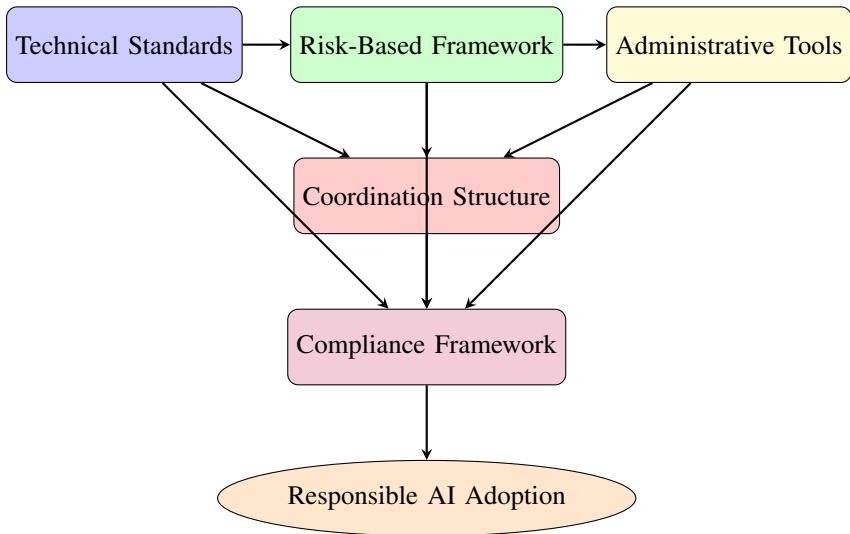 Technical Standards
Risk-Based Framework
Administrative Tools
Coordination Structure
Compliance Framework
Responsible AI Adoption